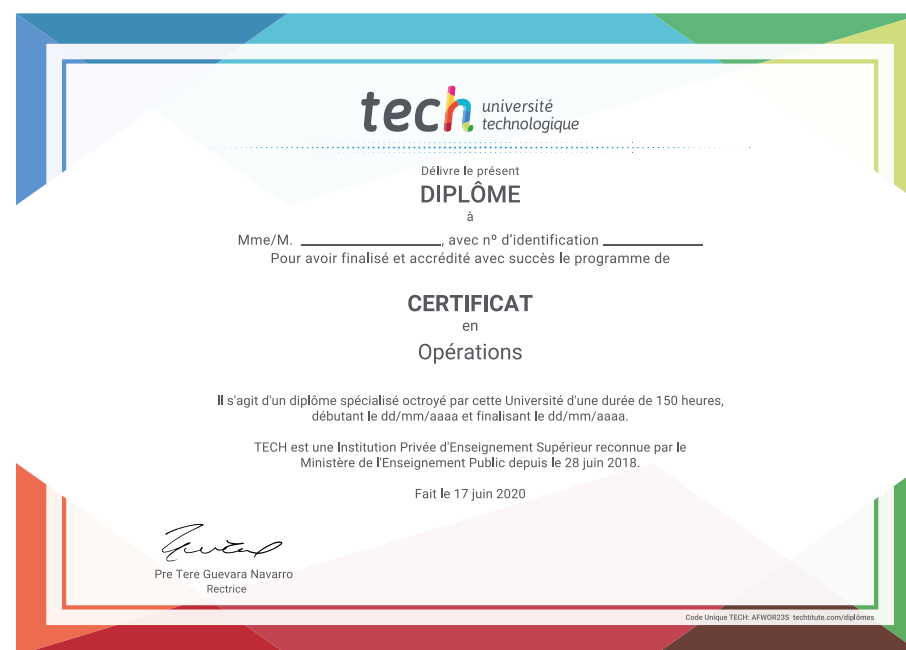 tech université
technologique
Délivre le présent
DIPLÔME
à
Mme/M. ____________________, avec nº d'identification ______________
Pour avoir finalisé et accrédité avec succès le programme de
CERTIFICAT
en
Opérations
Il s'agit d'un diplôme spécialisé octroyé par cette Université d'une durée de 150 heures,
débutant le dd/mm/aaaa et finalisant le dd/mm/aaaa.
TECH est une Institution Privée d'Enseignement Supérieur reconnue par le
Ministère de l'Enseignement Public depuis le 28 juin 2018.
Fait le 17 juin 2020
Pre Tere Guevara Navarro
Rectrice
Code Unique TECH: AFWOR23S techtitute.com/diplômes